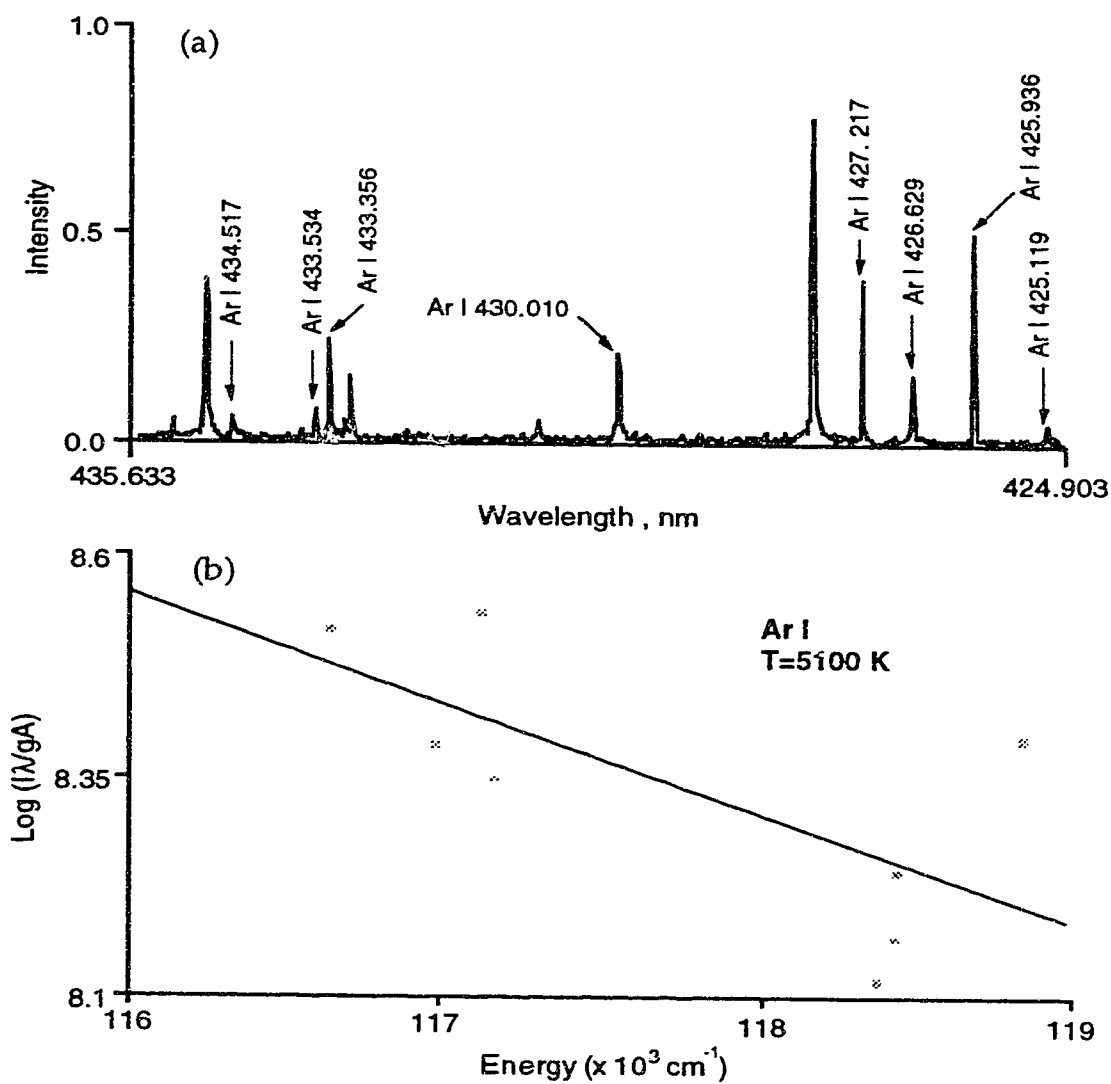 (a)
1.0
0.5
0.0
Intensity
Ar I 434.517
Ar I 433.534
Ar I 433.356
Ar I 430.010
Ar I 427. 217
Ar I 426.629
Ar I 425.936
Ar I 425.119
435.633
424.903
Wavelength , nm
(b)
8.6
8.35
8.1
Log (Iλ/gA)
Ar I
T=5100 K
116
117
118
119
Energy (x 10³ cm⁻¹)